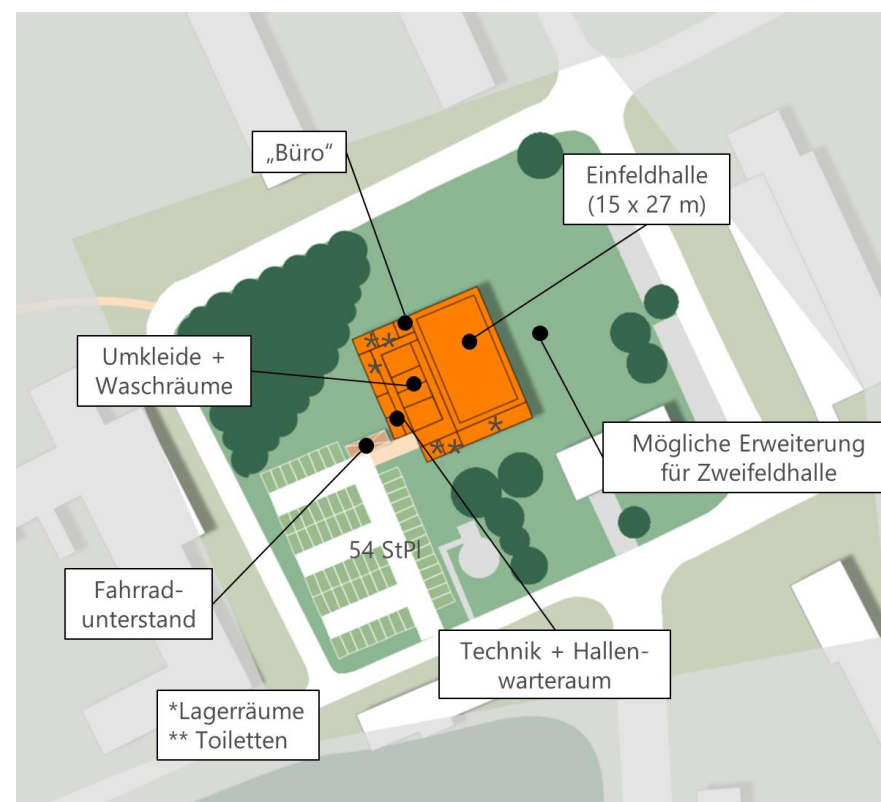 „Büro“
Einfeldhalle
(15 x 27 m)
**
*
Umkleide +
Waschräume
*
**
Mögliche Erweiterung
für Zweifeldhalle
54 StPl
Fahrrad-
unterstand
Technik + Hallen-
warteraum
*Lagerräume
** Toiletten